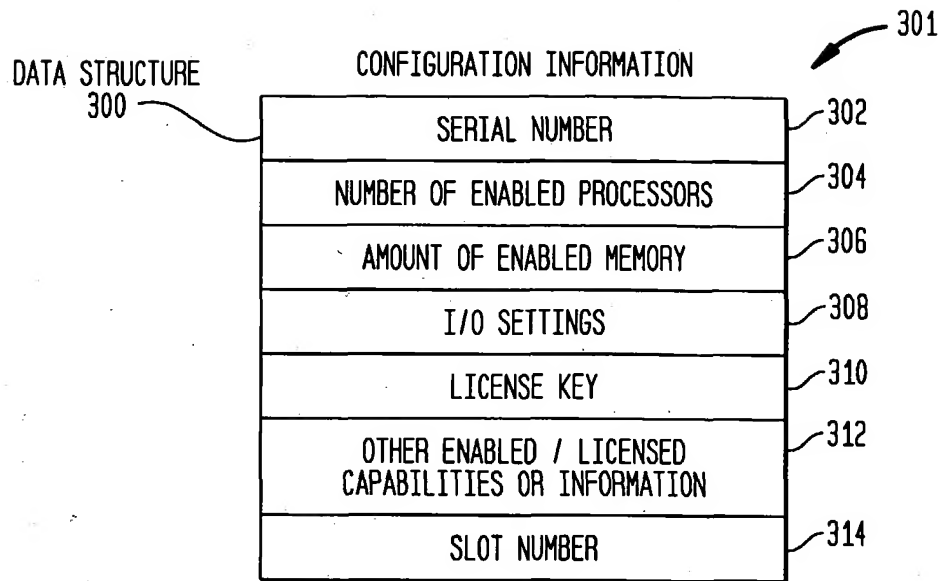 301
CONFIGURATION INFORMATION
DATA STRUCTURE
300
SERIAL NUMBER
302
NUMBER OF ENABLED PROCESSORS
304
AMOUNT OF ENABLED MEMORY
306
I/O SETTINGS
308
LICENSE KEY
310
OTHER ENABLED / LICENSED
CAPABILITIES OR INFORMATION
312
SLOT NUMBER
314